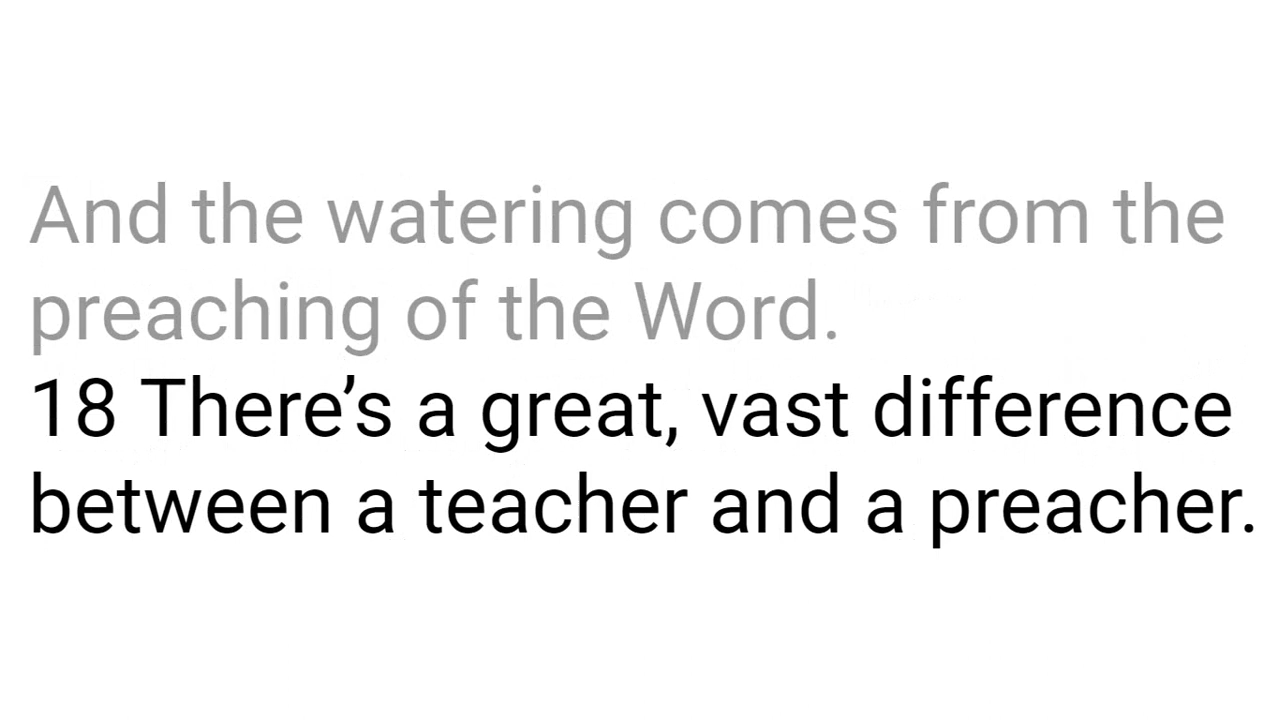 And the watering comes from the
preaching of the Word.
18 There’s a great, vast difference
between a teacher and a preacher.